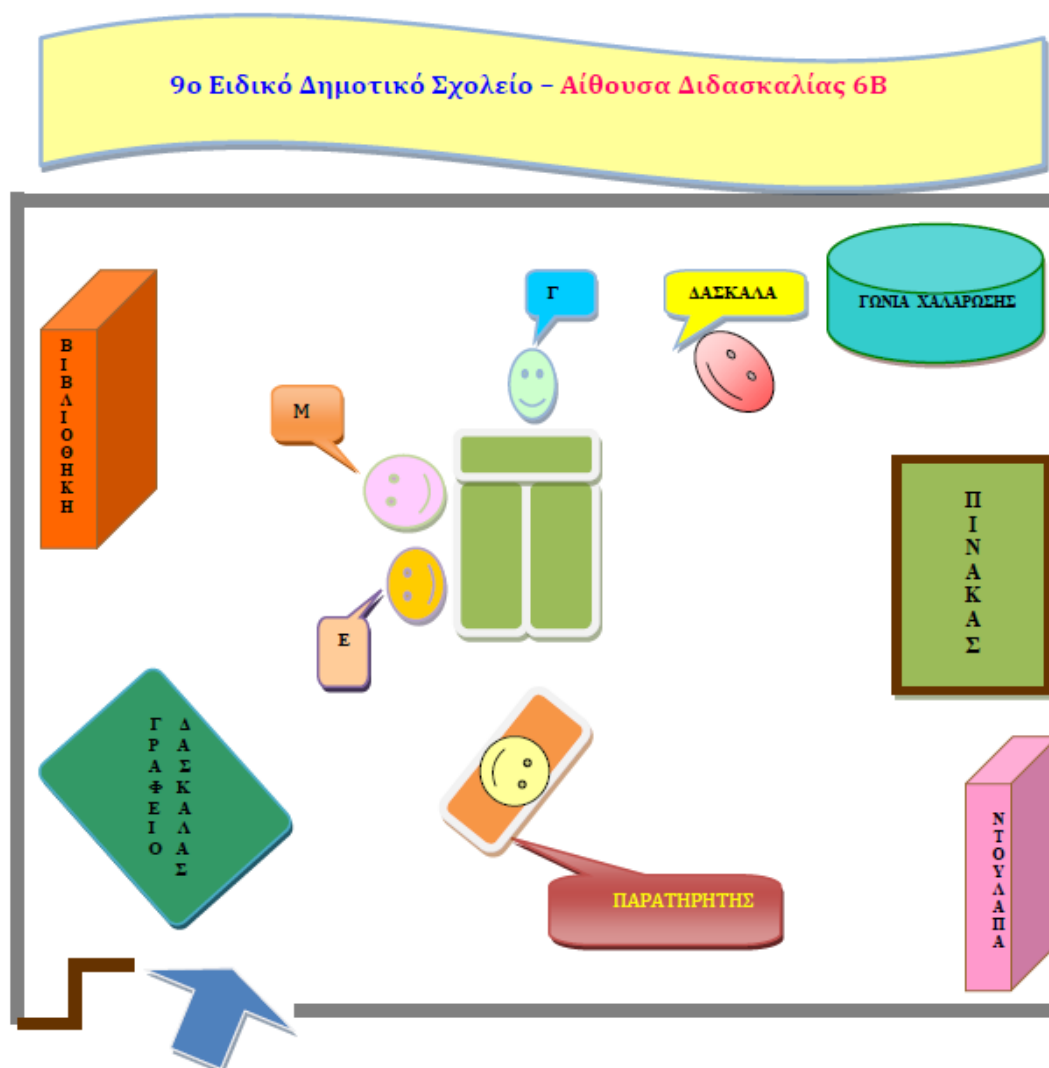 9ο Ειδικό Δημοτικό Σχολείο – Αίθουσα Διδασκαλίας 6Β
Γ
ΔΑΣΚΑΛΑ
ΓΩΝΙΑ ΧΑΛΑΡΩΣΗΣ
ΒΙΒΛΙΟΘΗΚΗ
Μ
ΠΙΝΑΚΑΣ
Ε
ΓΡΑΦΕΙΟ
ΔΑΣΚΑΛΑΣ
ΝΤΟΥΛΑΠΑ
ΠΑΡΑΤΗΡΗΤΗΣ